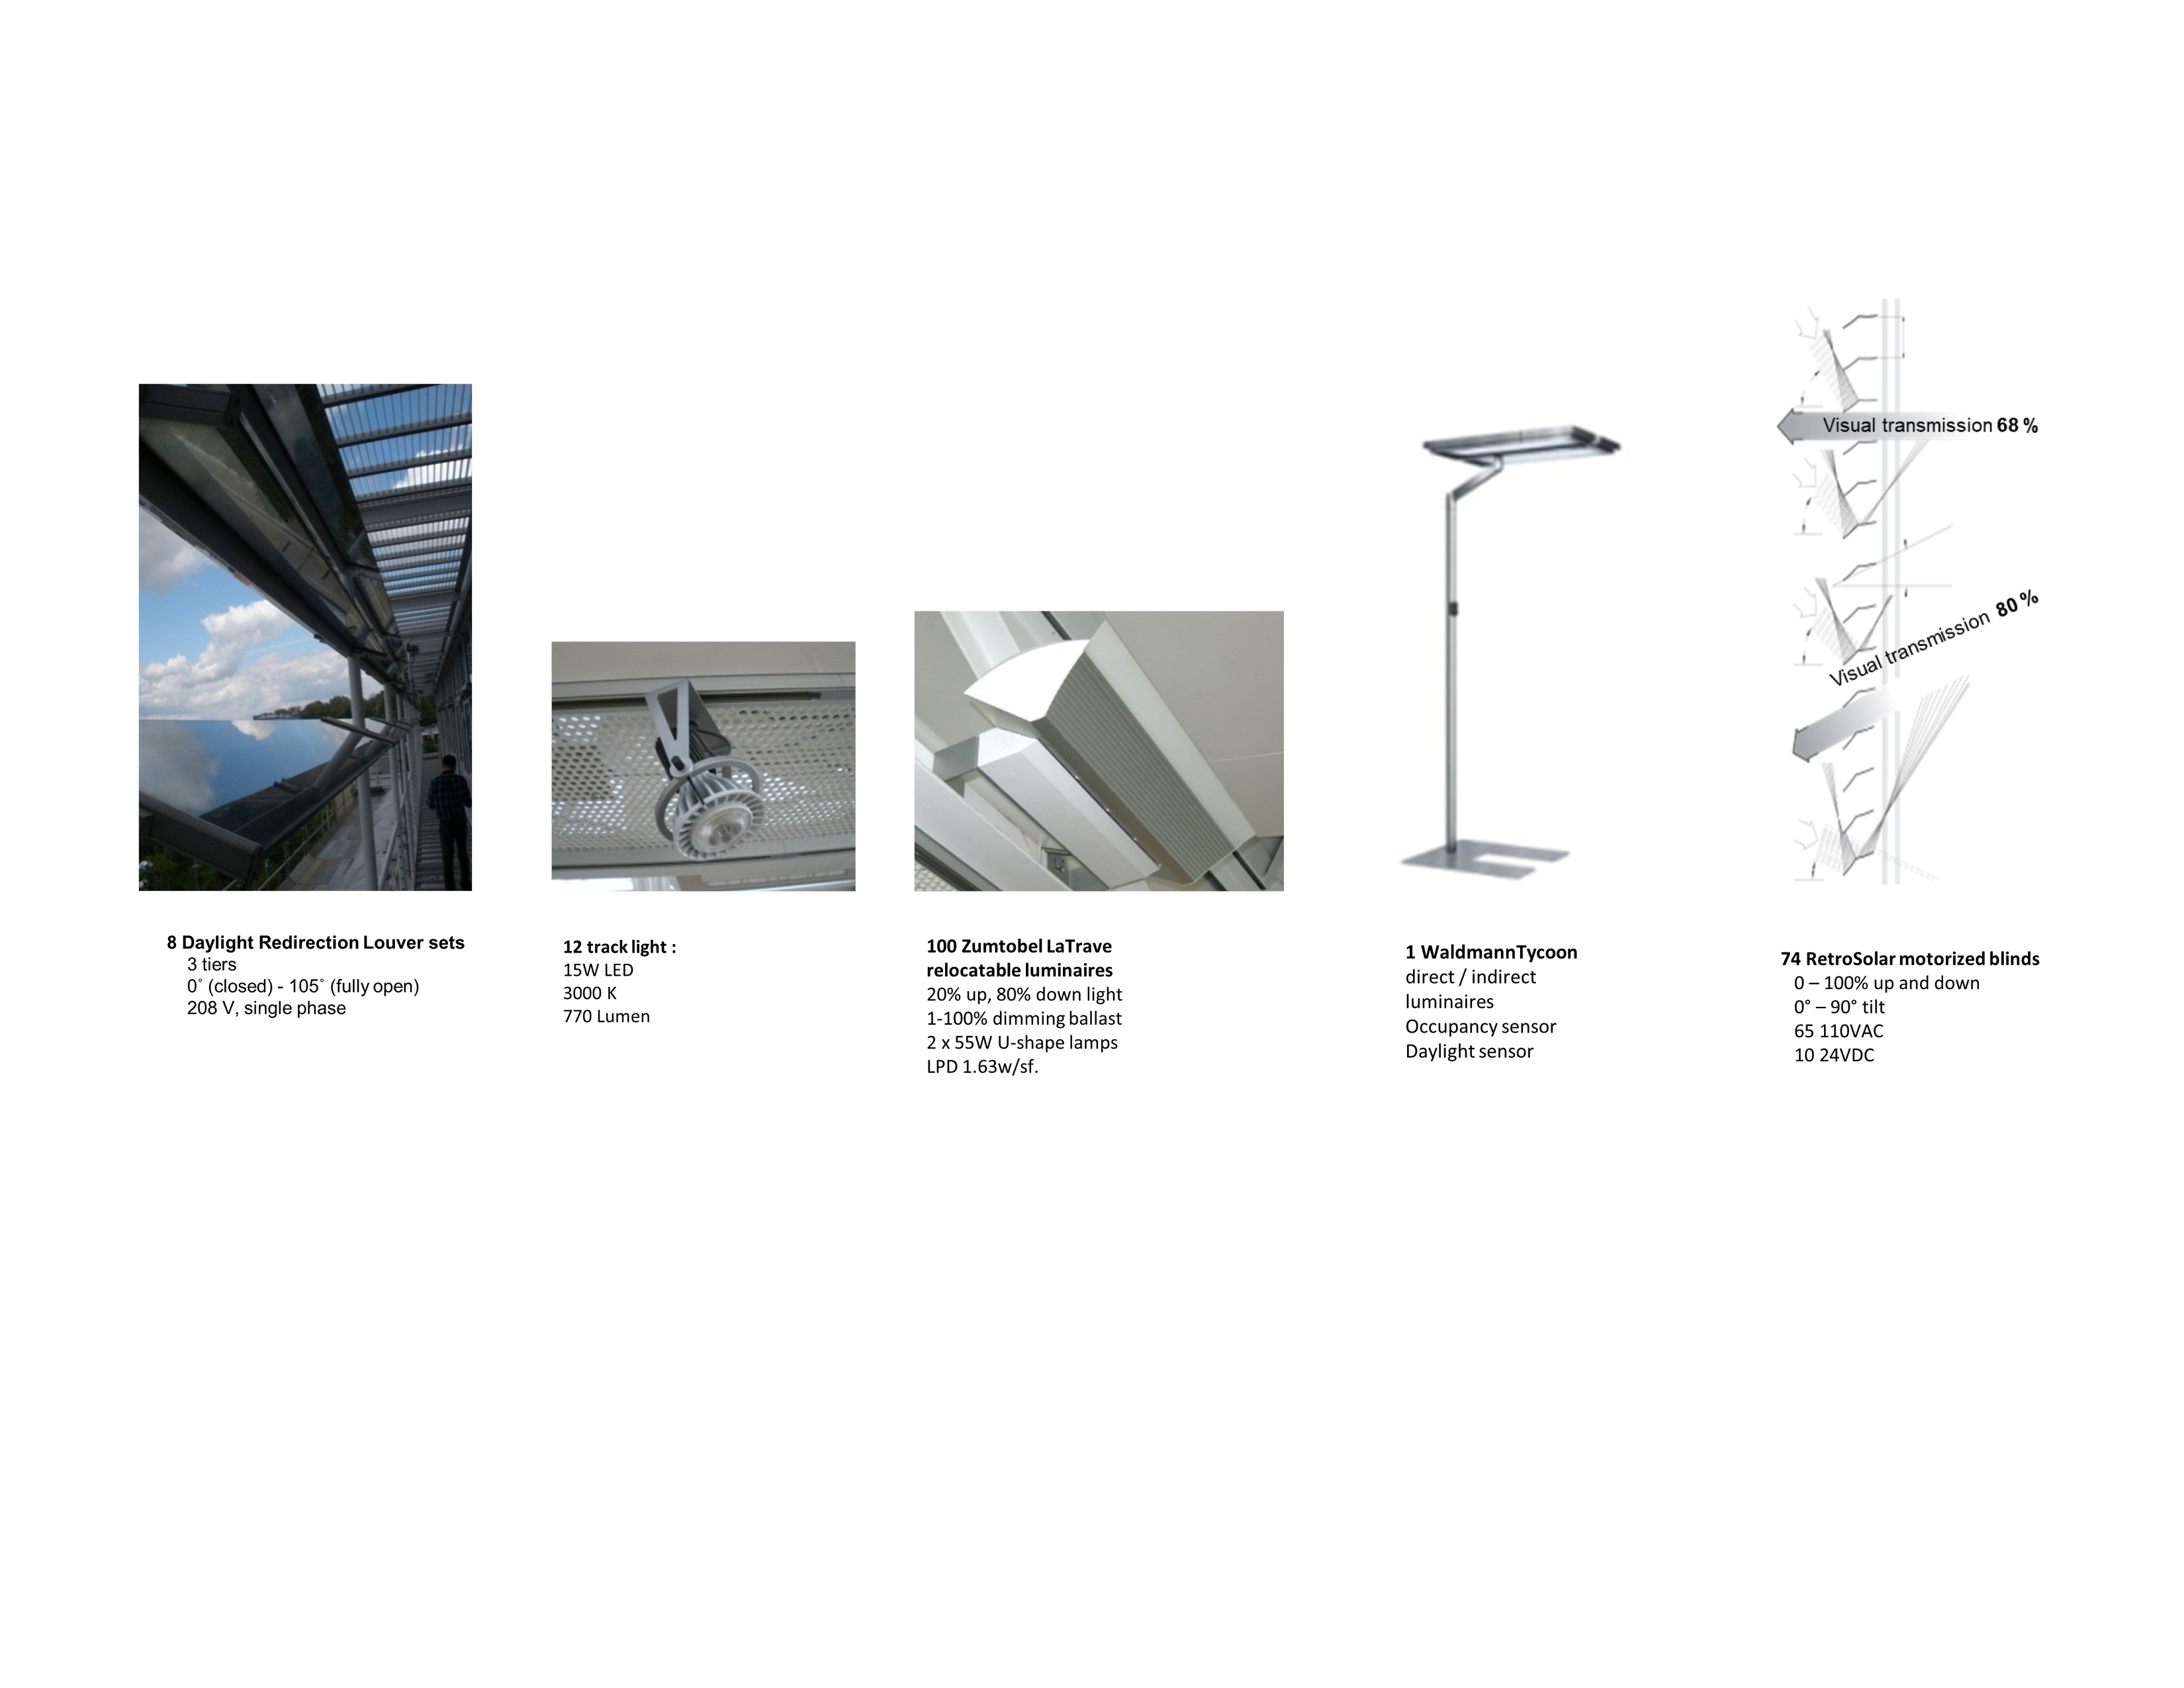 Visual transmission 68 %
Visual transmission 80 %
8 Daylight Redirection Louver sets
3 tiers
0˚ (closed) - 105˚ (fully open)
208 V, single phase
12 track light :
15W LED
3000 K
770 Lumen
100 Zumtobel LaTrave
relocatable luminaires
20% up, 80% down light
1-100% dimming ballast
2 x 55W U-shape lamps
LPD 1.63w/sf.
1 WaldmannTycoon
direct / indirect
luminaires
Occupancy sensor
Daylight sensor
74 RetroSolar motorized blinds
0 – 100% up and down
0° – 90° tilt
65 110VAC
10 24VDC